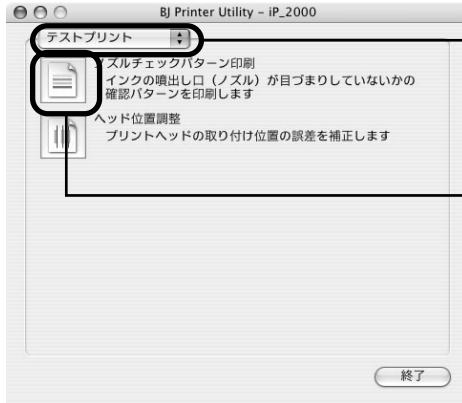 BJ Printer Utility – iP_2000
テストプリント
ノズルチェックパターン印刷
インクの噴出し口（ノズル）が目づまりしていないかの
確認パターンを印刷します
ヘッド位置調整
プリントヘッドの取り付け位置の誤差を補正します
終了